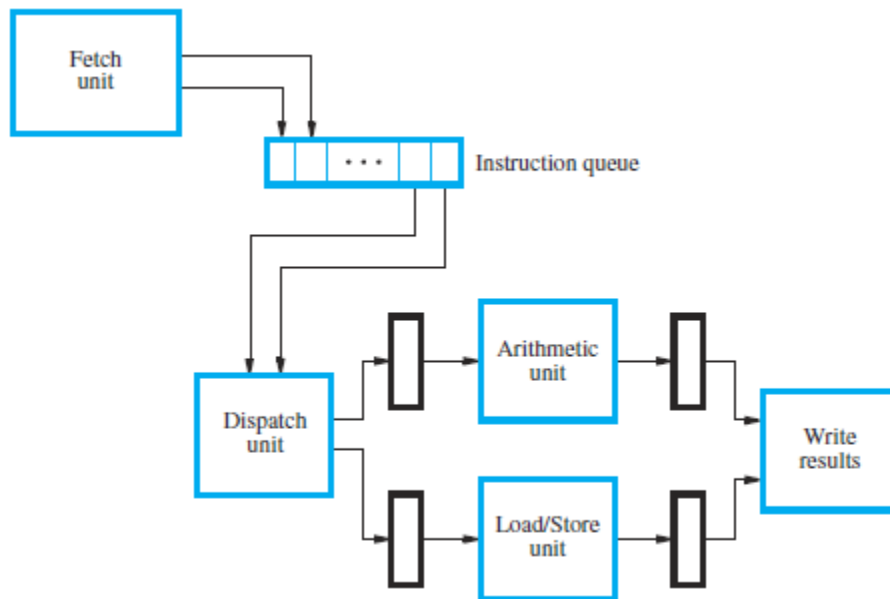 Fetch
unit
. . .
Instruction queue
Arithmetic
unit
Dispatch
unit
Write
results
Load/Store
unit